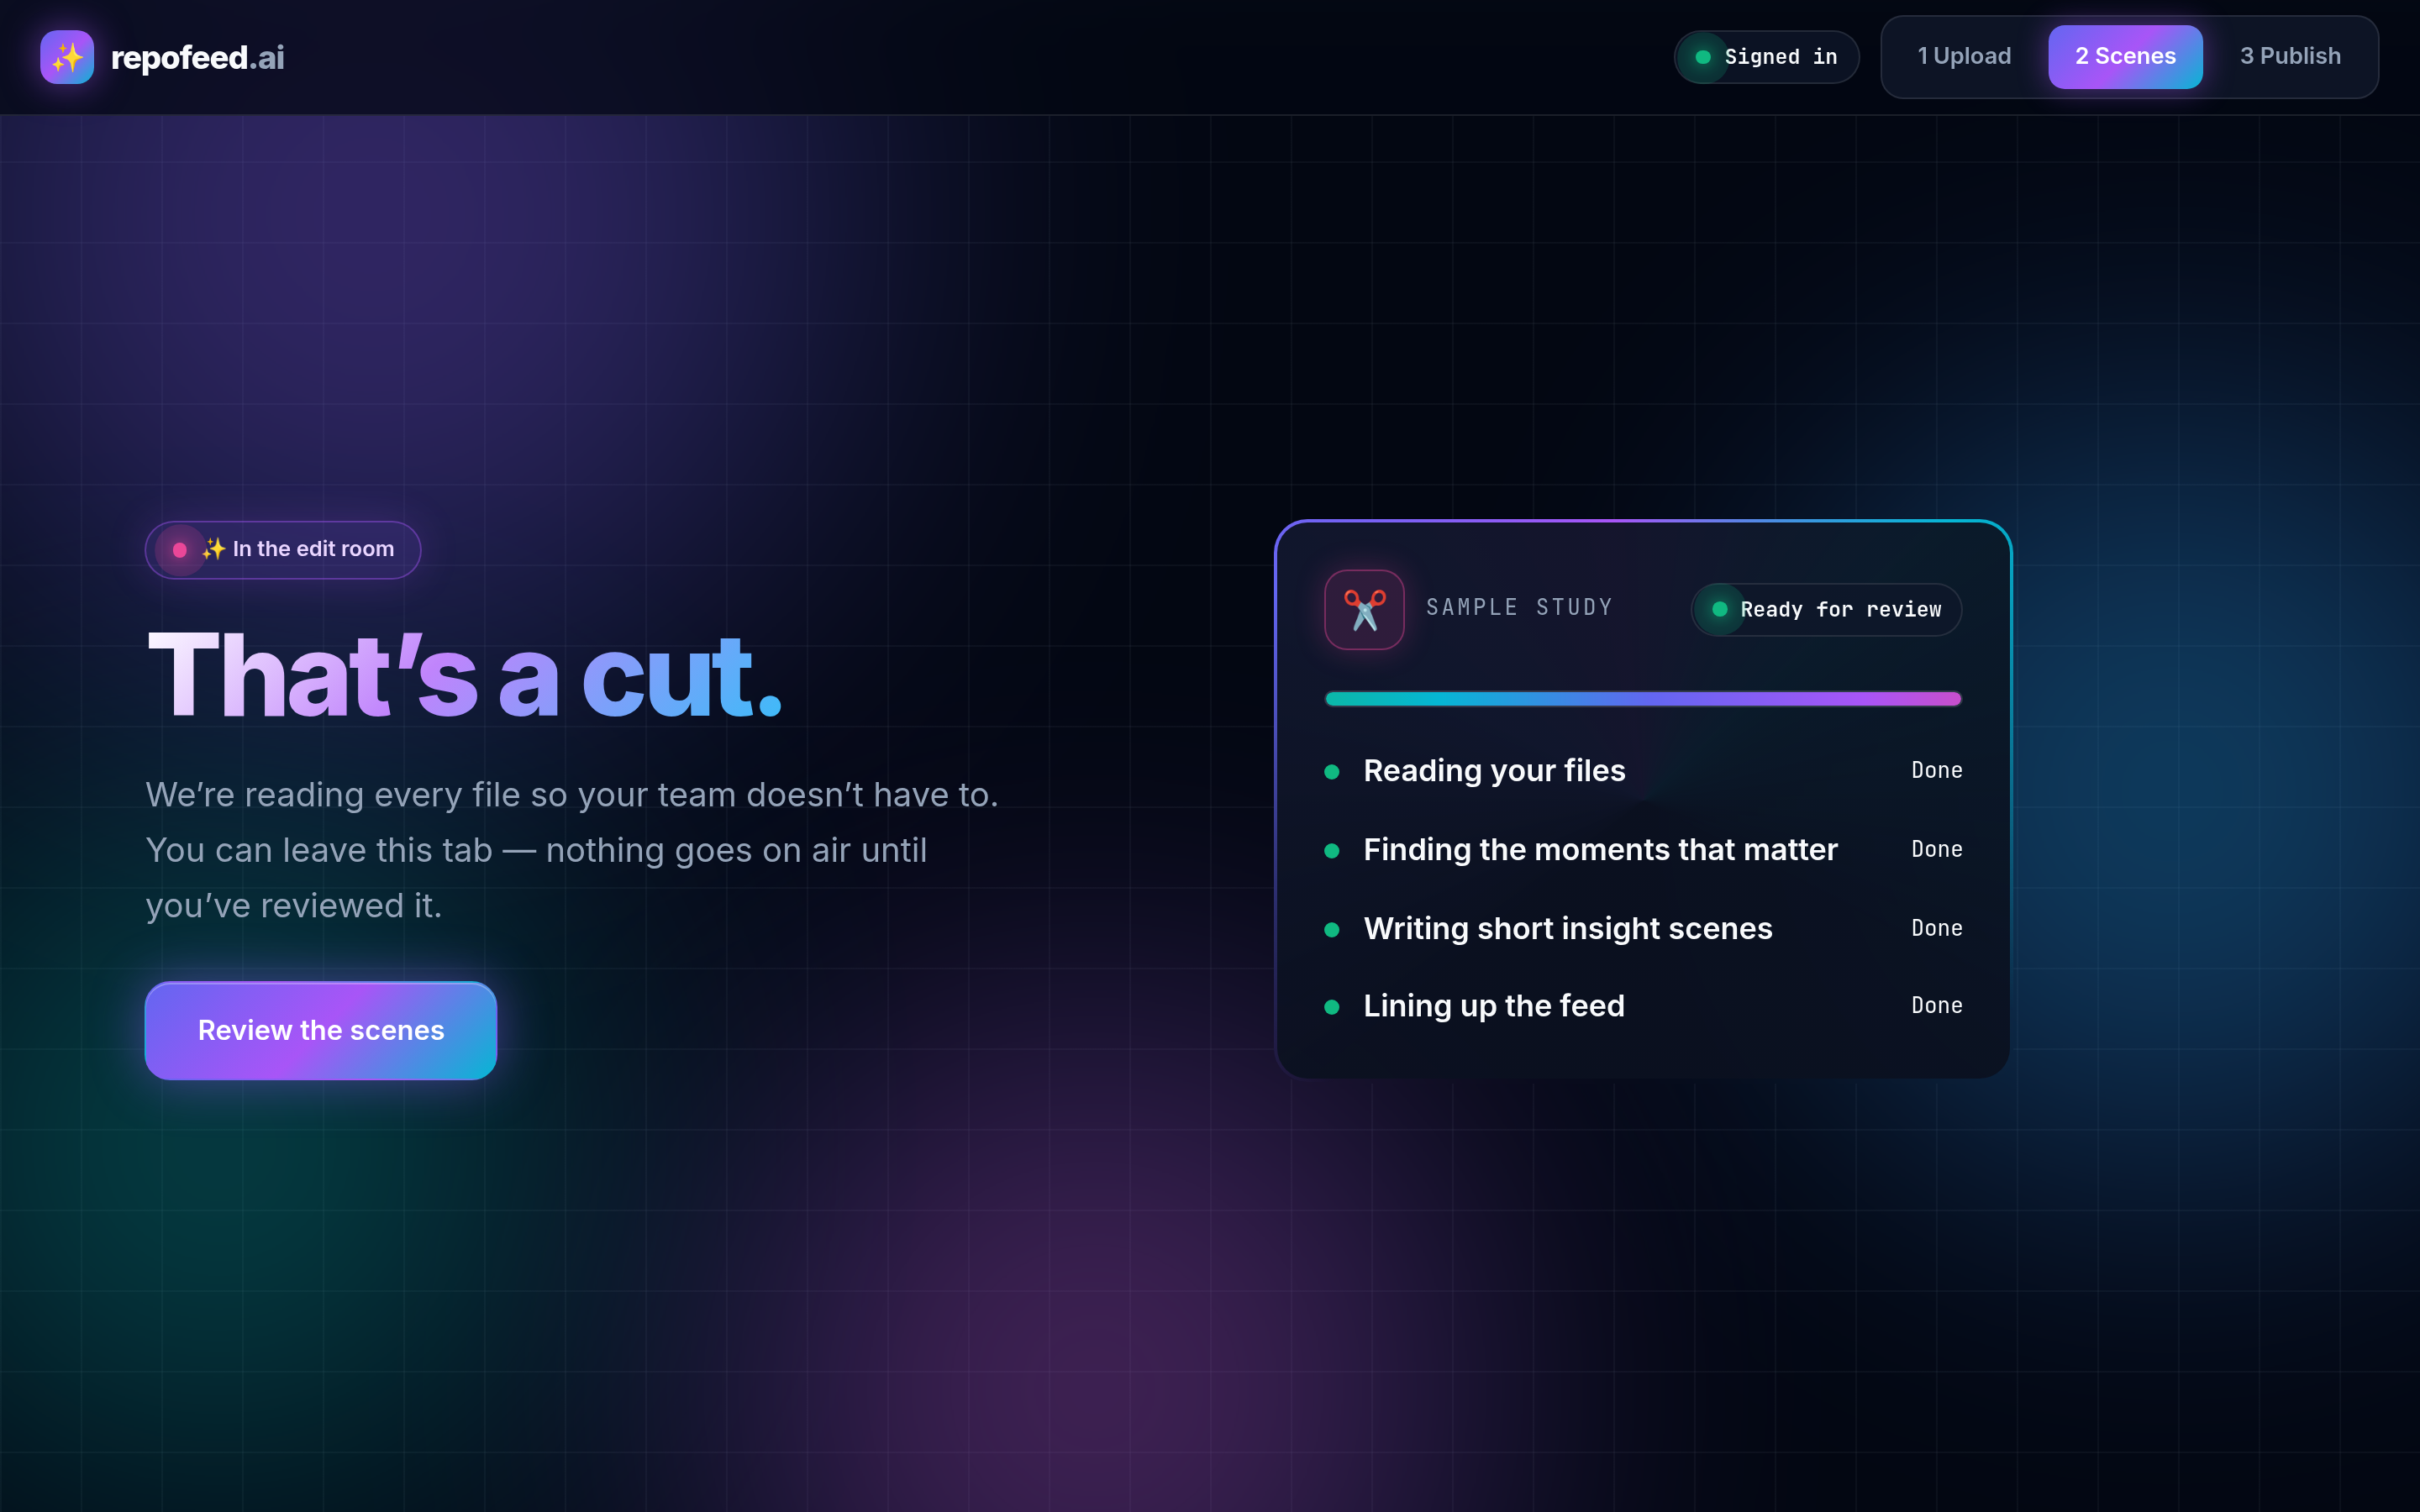 repofeed.ai
Signed in
1 Upload
2 Scenes
3 Publish
✨ In the edit room
That’s a cut.
We’re reading every file so your team doesn’t have to.
You can leave this tab — nothing goes on air until
you’ve reviewed it.
Review the scenes
SAMPLE STUDY
Ready for review
Reading your files Done
Finding the moments that matter Done
Writing short insight scenes Done
Lining up the feed Done